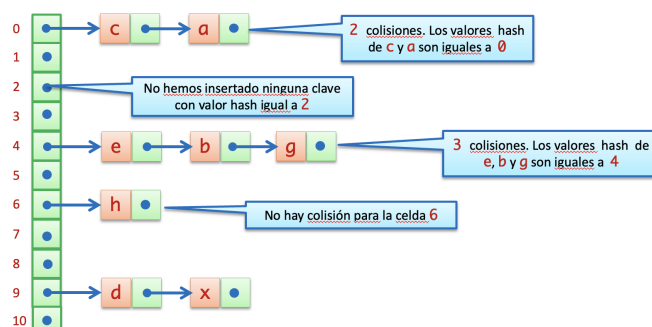 0 c a
2 colisiones. Los valores hash
de c y a son iguales a 0
1
2
No hemos insertado ninguna clave
con valor hash igual a 2
3
4 e b g
3 colisiones. Los valores hash de
e, b y g son iguales a 4
5
6 h
No hay colisión para la celda 6
7
8
9 d x
10